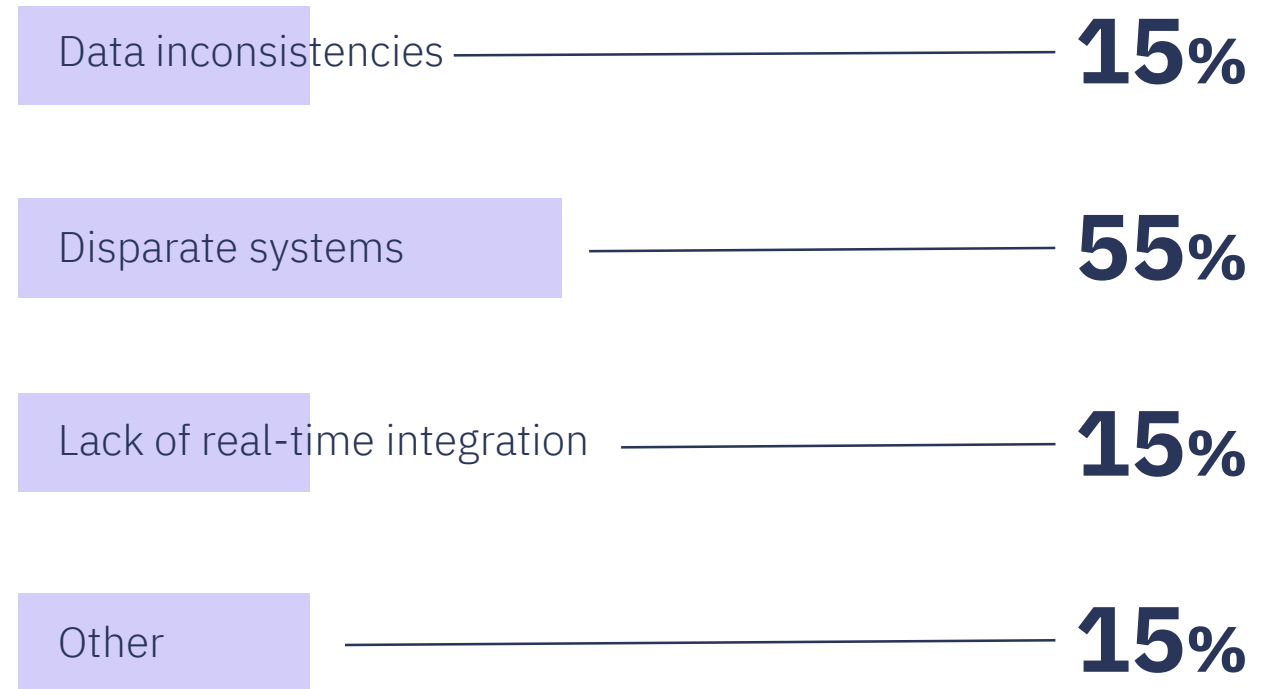 Data inconsistencies 15%
Disparate systems 55%
Lack of real-time integration 15%
Other 15%